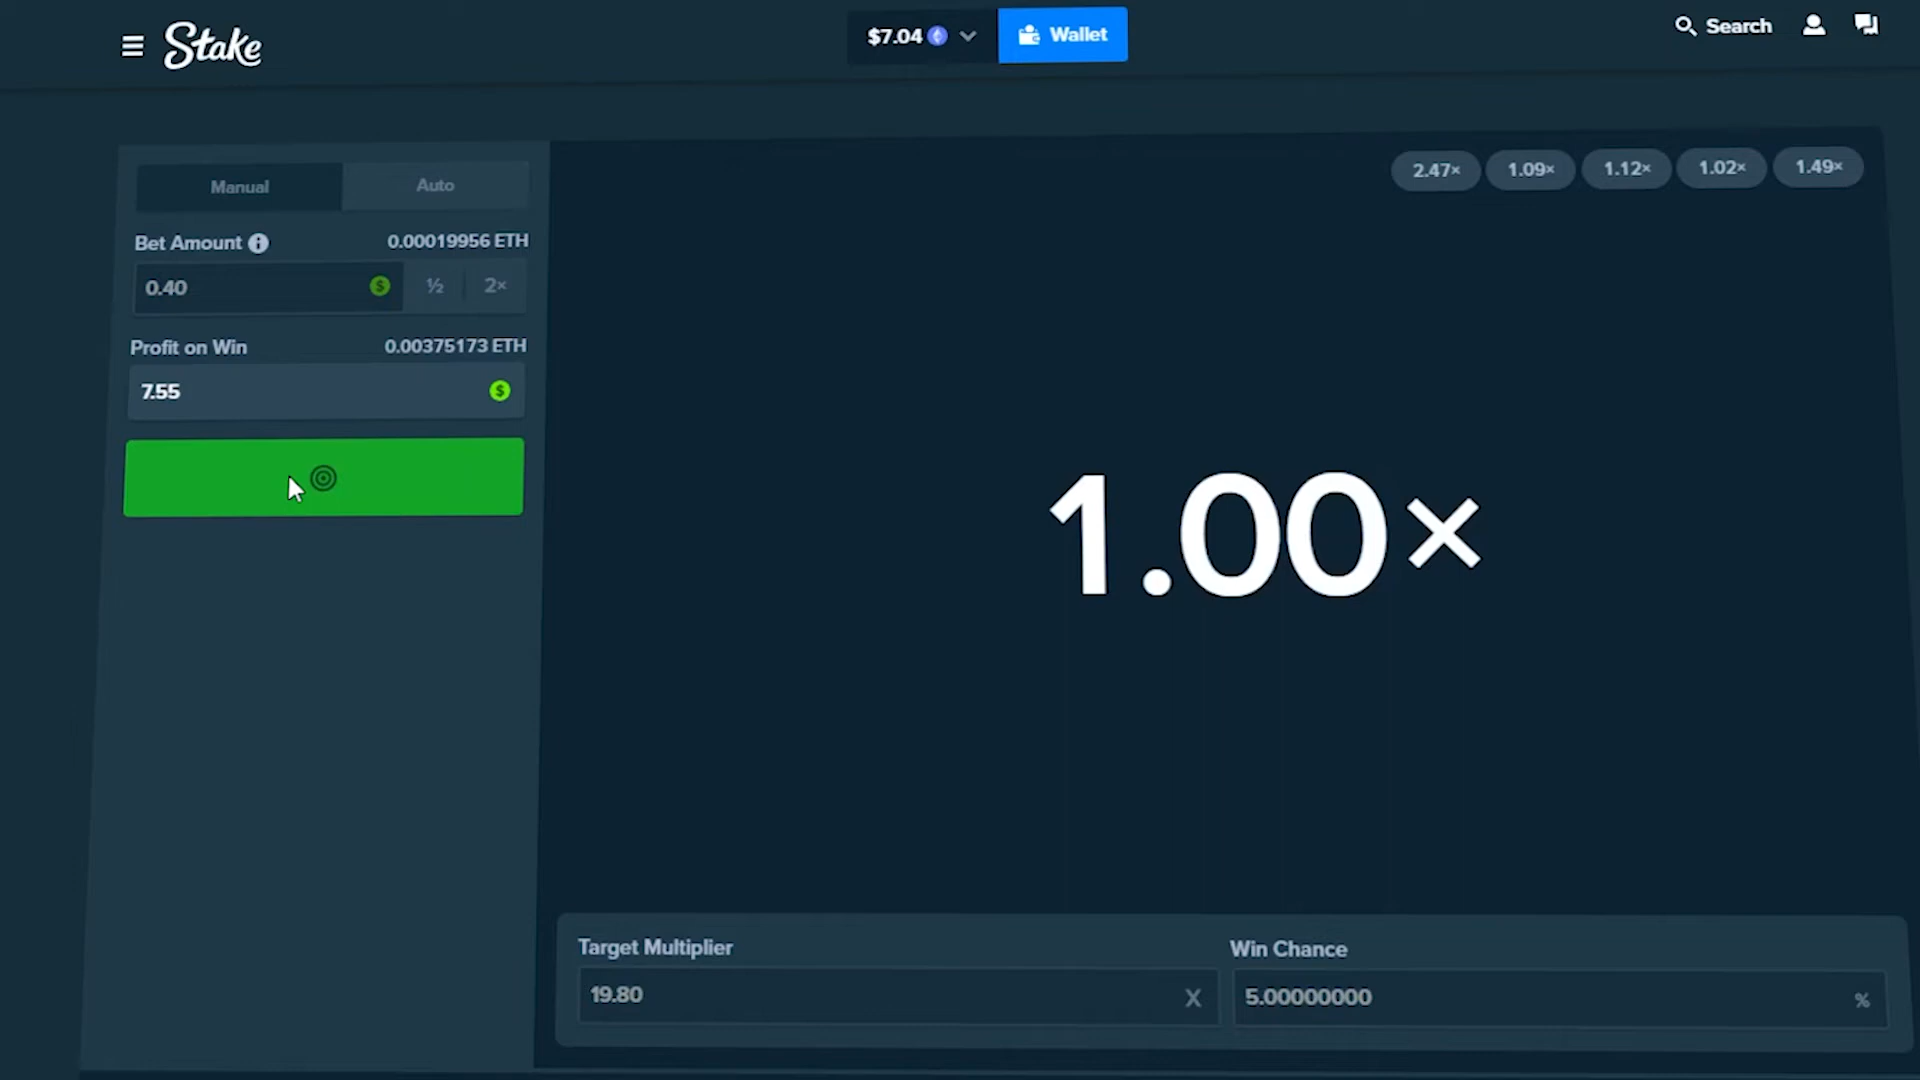 Stake
$7.04
Wallet
Search
Manual
Auto
2.47×
1.09×
1.12×
1.02×
1.49×
Bet Amount
0.00019956 ETH
0.40
½
2×
Profit on Win
0.00375173 ETH
7.55
1.00×
Target Multiplier
Win Chance
19.80
X
5.00000000
%